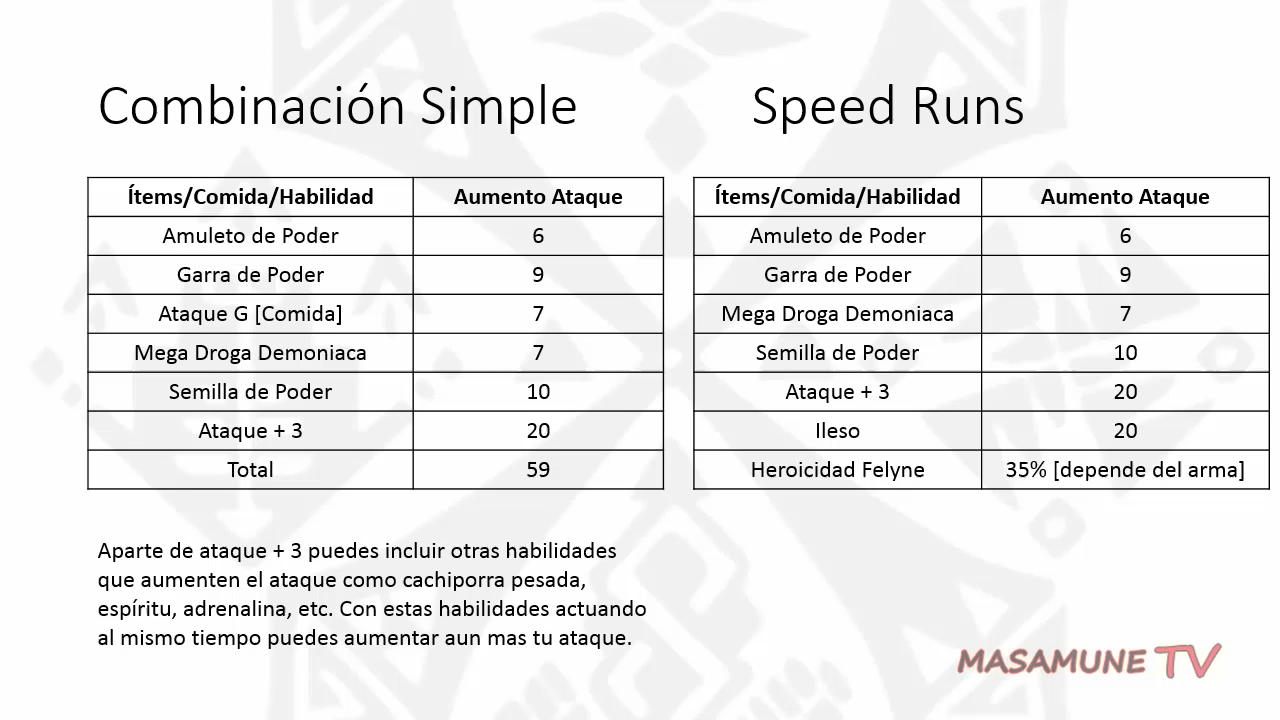 Combinación Simple
Ítems/Comida/Habilidad Aumento Ataque
Amuleto de Poder 6
Garra de Poder 9
Ataque G [Comida] 7
Mega Droga Demoniaca 7
Semilla de Poder 10
Ataque + 3 20
Total 59
Aparte de ataque + 3 puedes incluir otras habilidades
que aumenten el ataque como cachiporra pesada,
espíritu, adrenalina, etc. Con estas habilidades actuando
al mismo tiempo puedes aumentar aun mas tu ataque.
Speed Runs
Ítems/Comida/Habilidad Aumento Ataque
Amuleto de Poder 6
Garra de Poder 9
Mega Droga Demoniaca 7
Semilla de Poder 10
Ataque + 3 20
Ileso 20
Heroicidad Felyne 35% [depende del arma]
MASAMUNE TV